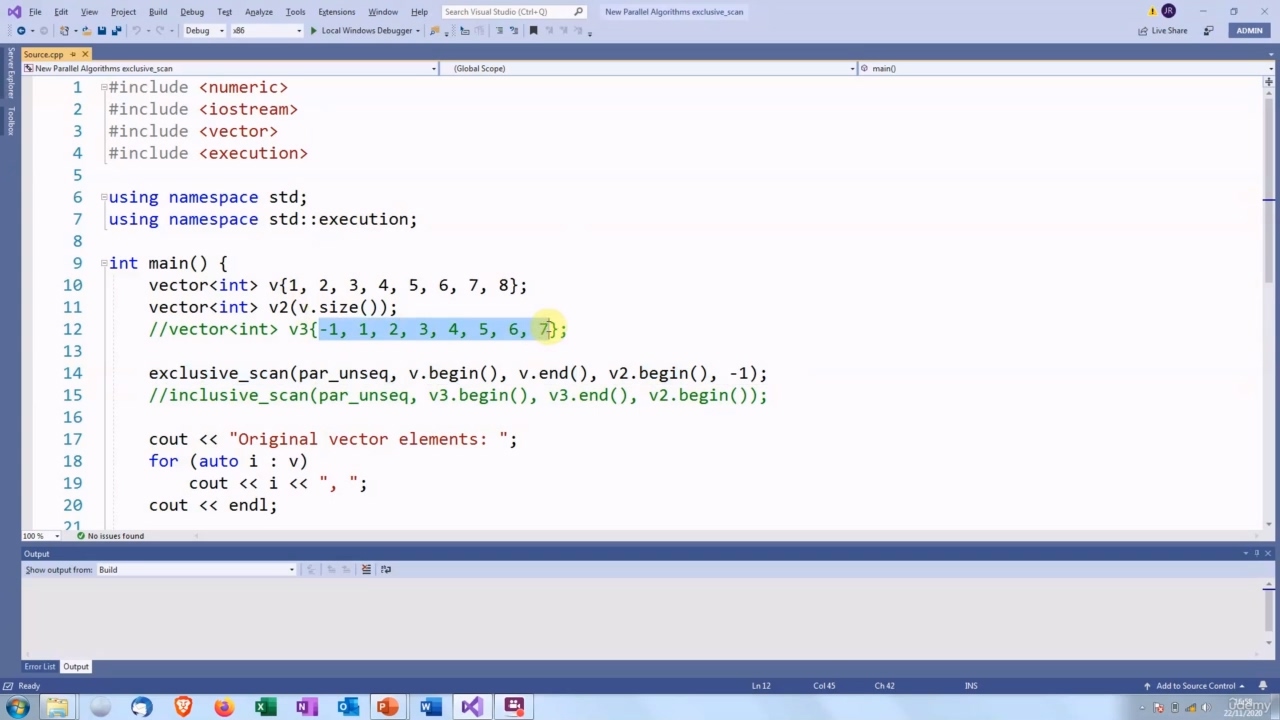 File Edit View Project Build Debug Test Analyze Tools Extensions Window Help Search Visual Studio (Ctrl+Q) New Parallel Algorithms exclusive_scan JR
Debug x86 Local Windows Debugger Live Share ADMIN
Server Explorer
Toolbox
Source.cpp
New Parallel Algorithms exclusive_scan (Global Scope) main()
1 #include <numeric>
2 #include <iostream>
3 #include <vector>
4 #include <execution>
5
6 using namespace std;
7 using namespace std::execution;
8
9 int main() {
10 vector<int> v{1, 2, 3, 4, 5, 6, 7, 8};
11 vector<int> v2(v.size());
12 //vector<int> v3{-1, 1, 2, 3, 4, 5, 6, 7};
13
14 exclusive_scan(par_unseq, v.begin(), v.end(), v2.begin(), -1);
15 //inclusive_scan(par_unseq, v3.begin(), v3.end(), v2.begin());
16
17 cout << "Original vector elements: ";
18 for (auto i : v)
19 cout << i << ", ";
20 cout << endl;
21
100 % No issues found
Output
Show output from: Build
Error List Output
Ready Ln 12 Col 45 Ch 42 INS Add to Source Control
udemy
22/11/2020